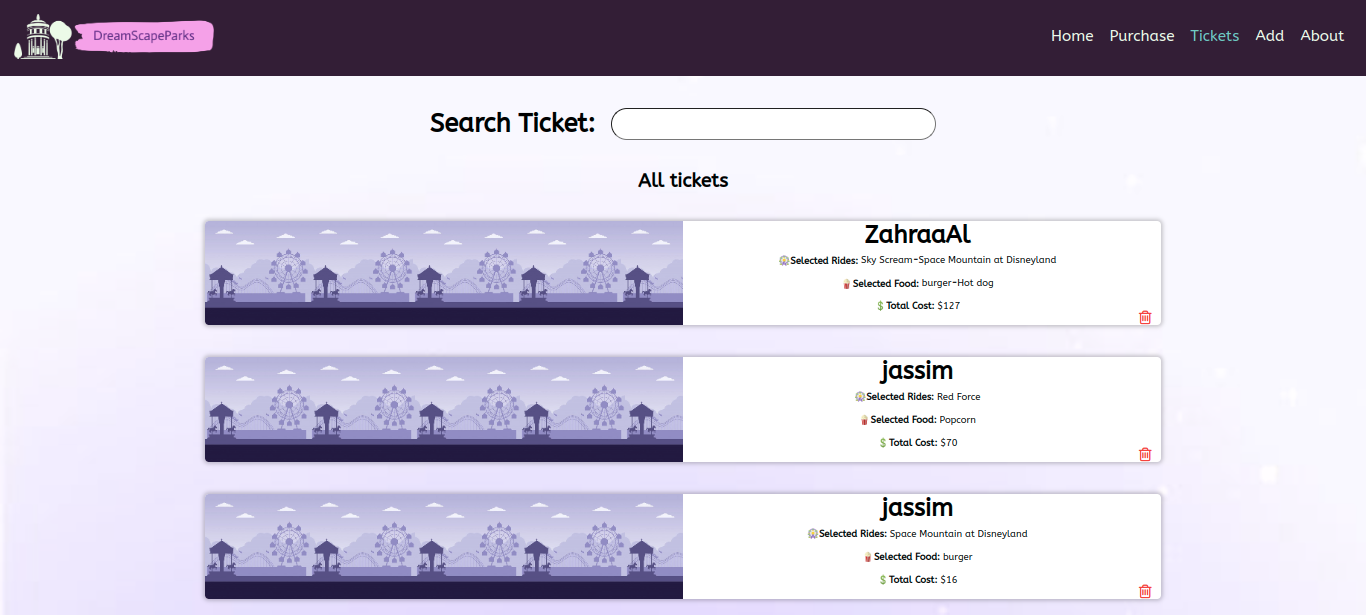 DreamScapeParks
Home Purchase Tickets Add About
Search Ticket:
All tickets
ZahraaAl
Selected Rides: Sky Scream-Space Mountain at Disneyland
Selected Food: burger-Hot dog
💲Total Cost: $127
jassim
Selected Rides: Red Force
Selected Food: Popcorn
💲Total Cost: $70
jassim
Selected Rides: Space Mountain at Disneyland
Selected Food: burger
💲Total Cost: $16